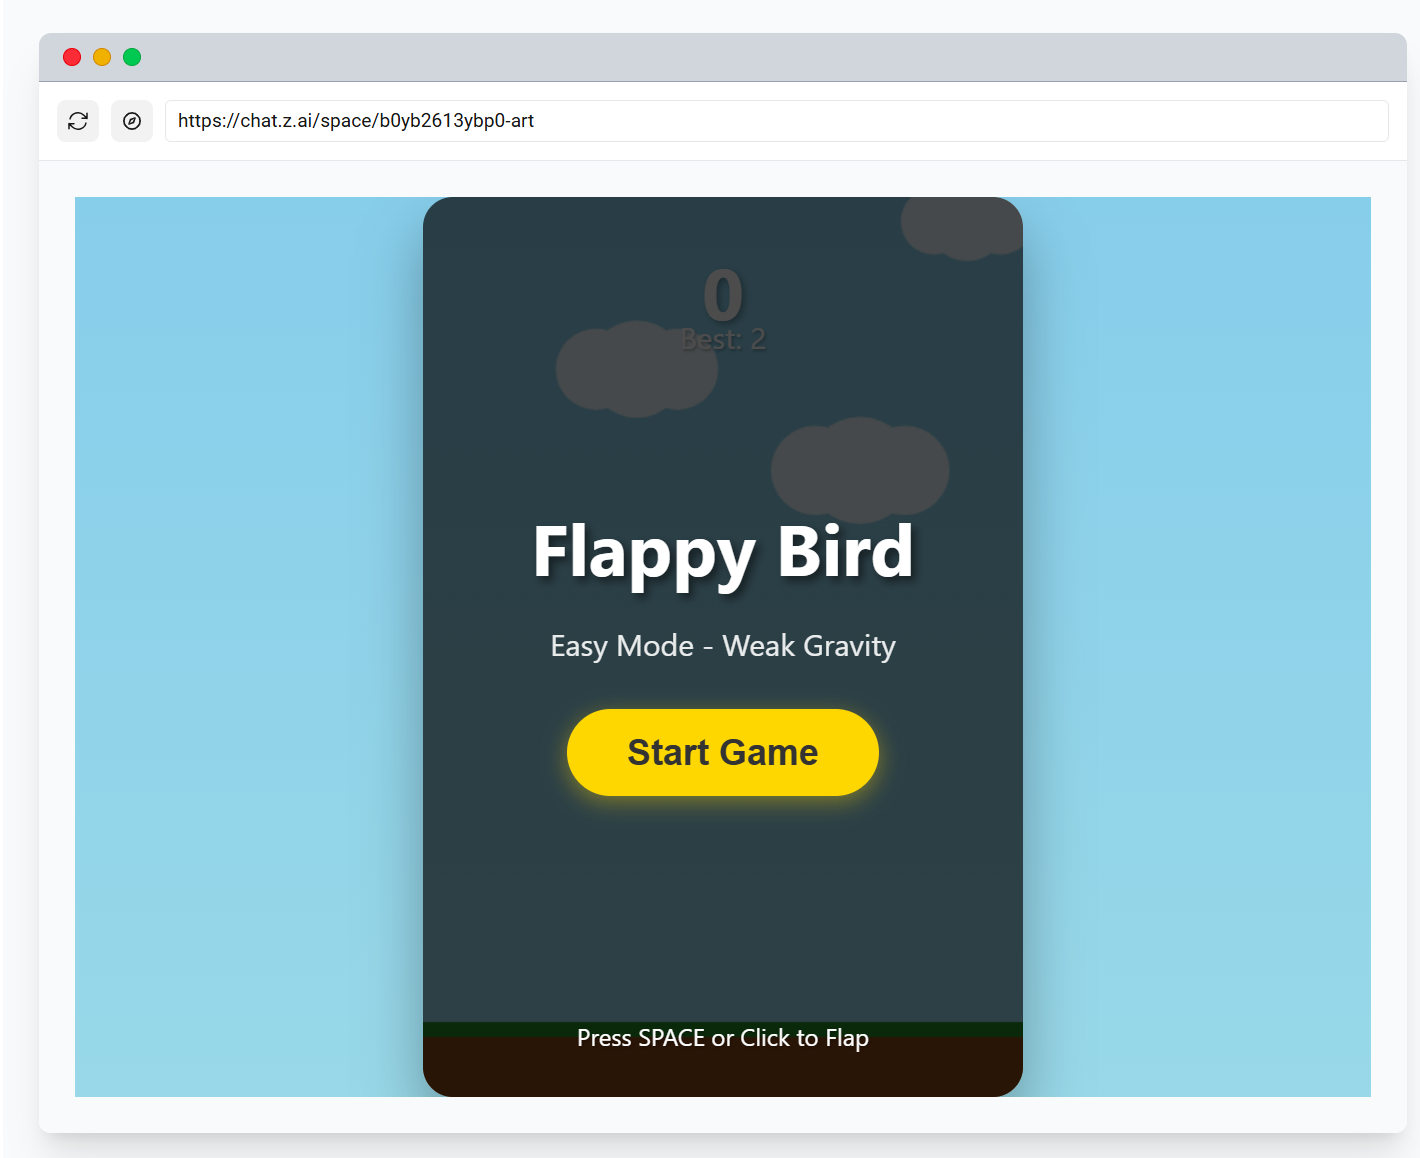 https://chat.z.ai/space/b0yb2613ybp0-art
0
Best: 2
Flappy Bird
Easy Mode - Weak Gravity
Start Game
Press SPACE or Click to Flap